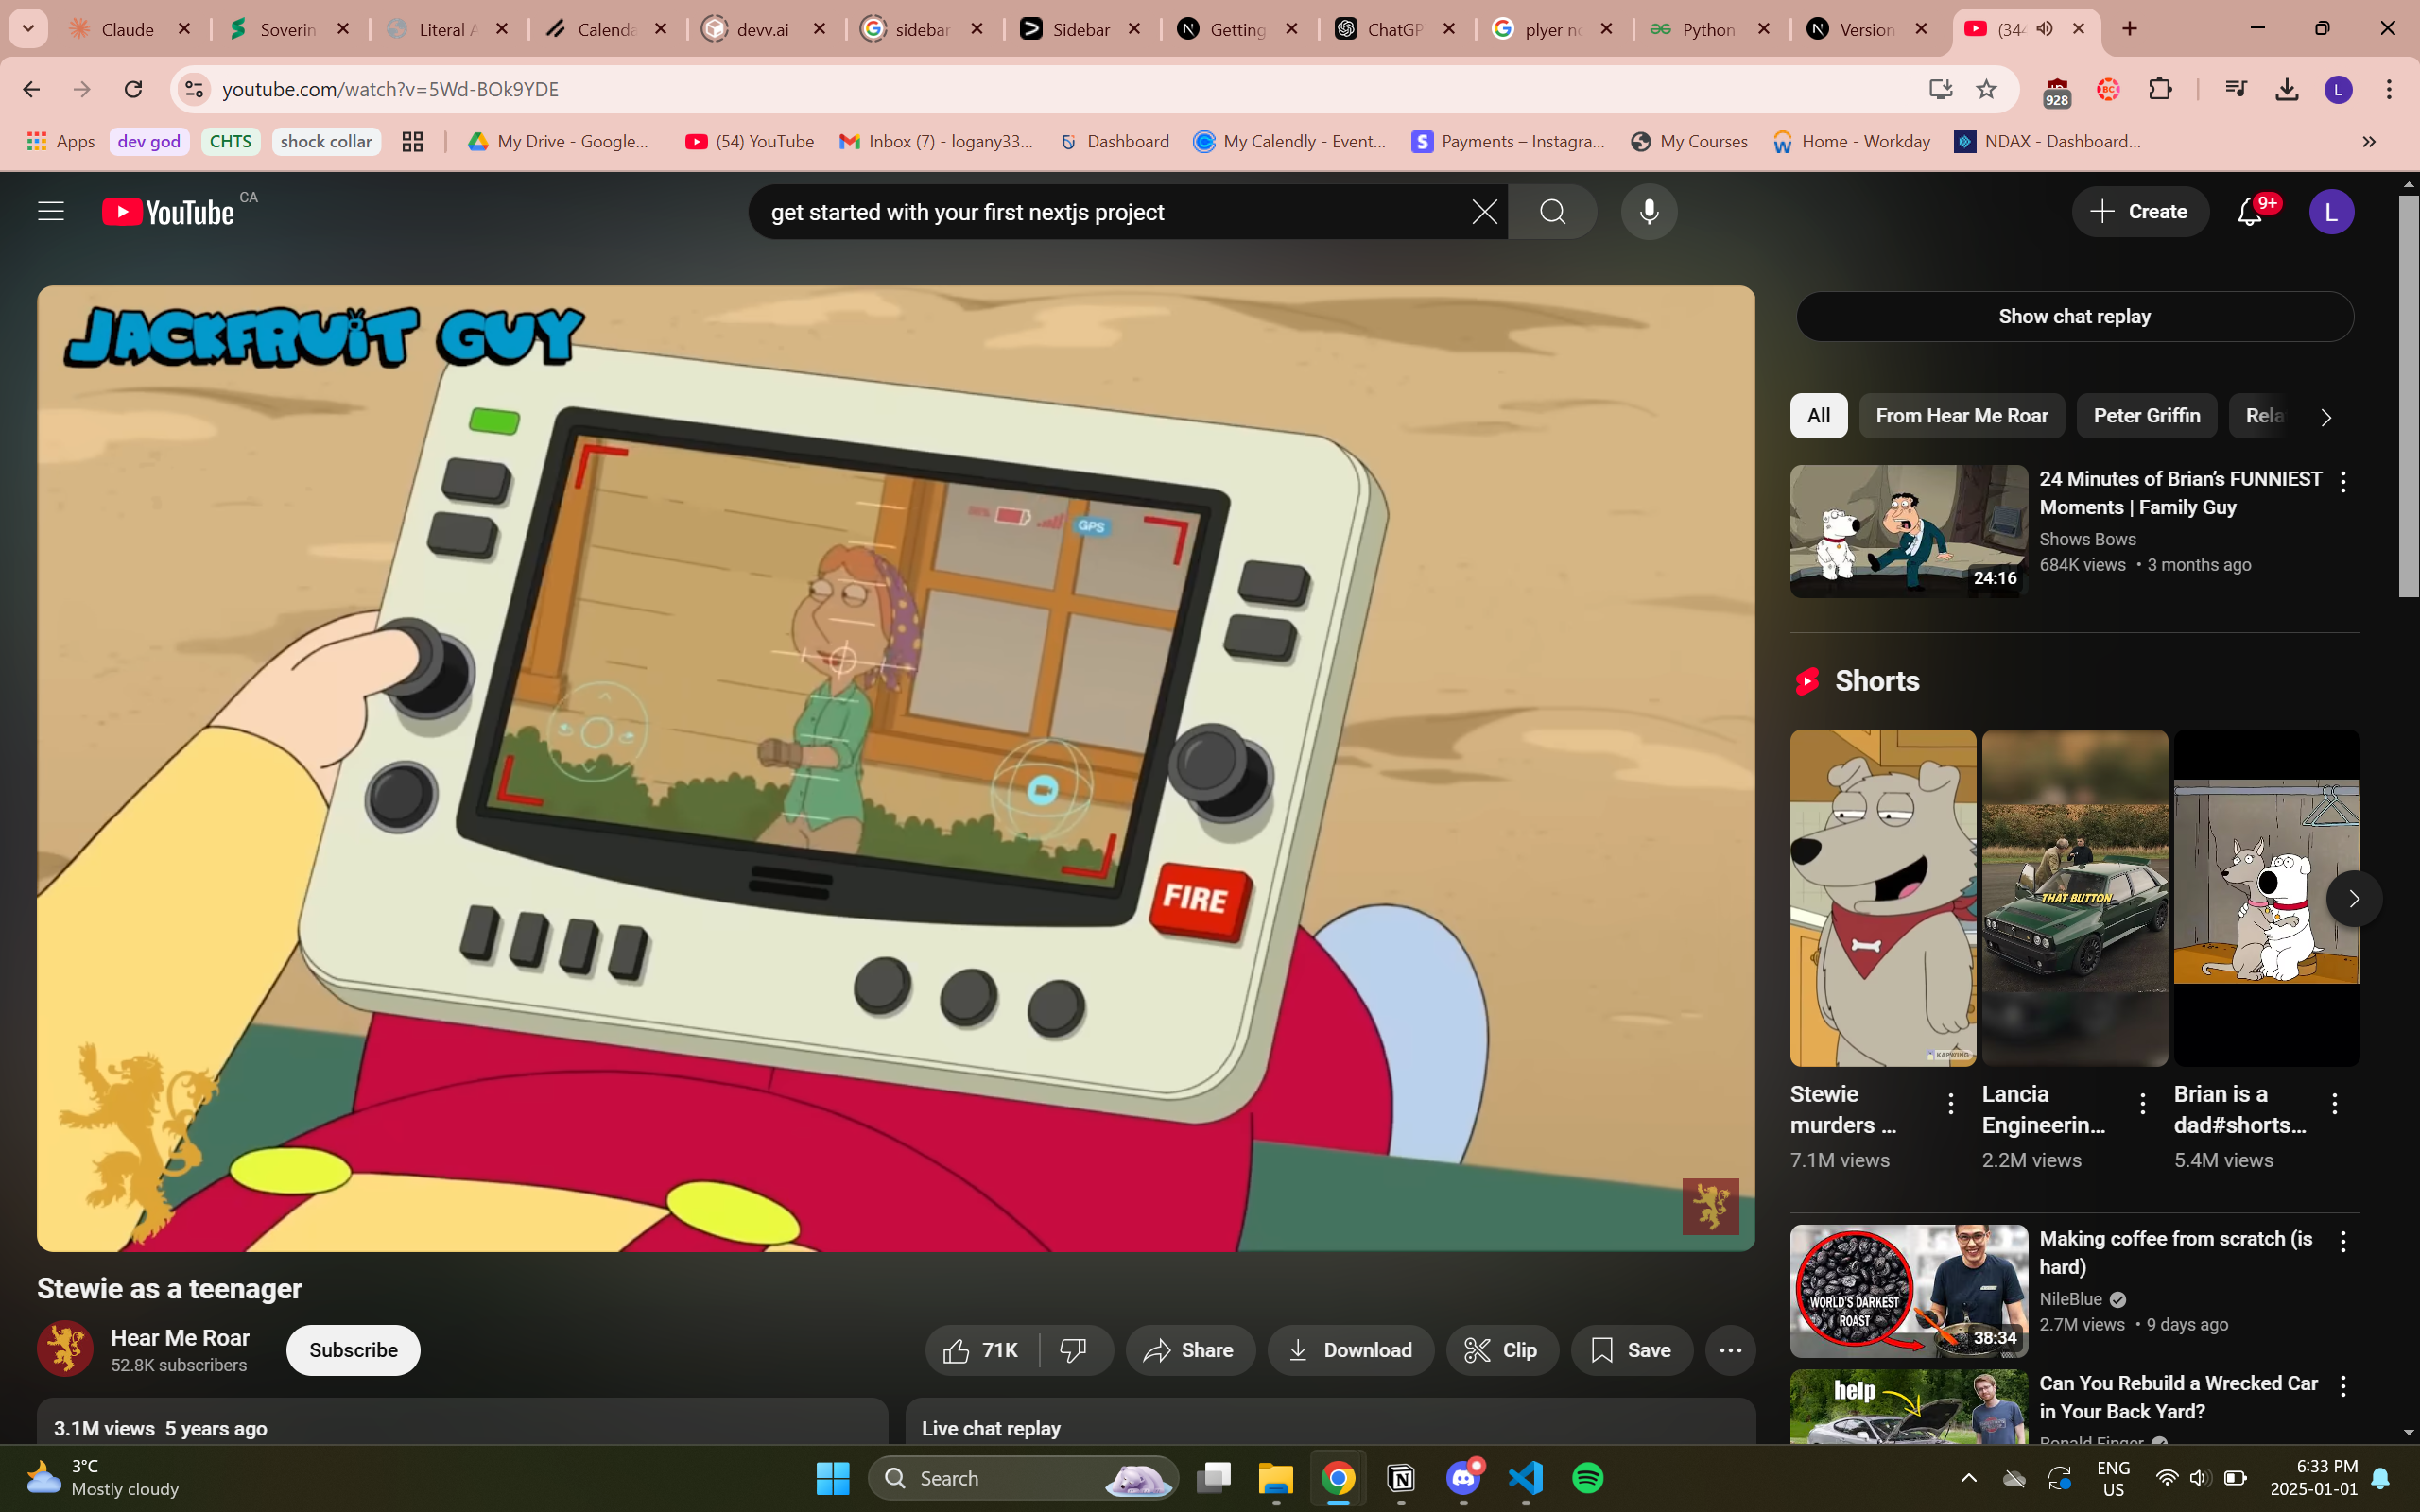 Claude
Soverin
Literal A
Calenda
devv.ai
sidebar
Sidebar
Getting
ChatGP
plyer no
Python
Version
(344
youtube.com/watch?v=5Wd-BOk9YDE
928
BC
L
Apps
dev god
CHTS
shock collar
My Drive - Google...
(54) YouTube
Inbox (7) - logany33...
Dashboard
My Calendly - Event...
Payments – Instagra...
My Courses
Home - Workday
NDAX - Dashboard...
YouTube CA
get started with your first nextjs project
Create
9+
L
JACKFRUIT GUY
GPS
FIRE
Show chat replay
All
From Hear Me Roar
Peter Griffin
Rela
24:16
24 Minutes of Brian’s FUNNIEST
Moments | Family Guy
Shows Bows
684K views • 3 months ago
Shorts
THAT BUTTON
KAPWING
Stewie
murders ...
7.1M views
Lancia
Engineerin...
2.2M views
Brian is a
dad#shorts...
5.4M views
WORLD'S DARKEST
ROAST
38:34
Making coffee from scratch (is
hard)
NileBlue
2.7M views • 9 days ago
help
Can You Rebuild a Wrecked Car
in Your Back Yard?
Ronald Finger
Stewie as a teenager
Hear Me Roar
52.8K subscribers
Subscribe
71K
Share
Download
Clip
Save
3.1M views 5 years ago
Live chat replay
3°C
Mostly cloudy
Search
ENG
US
6:33 PM
2025-01-01